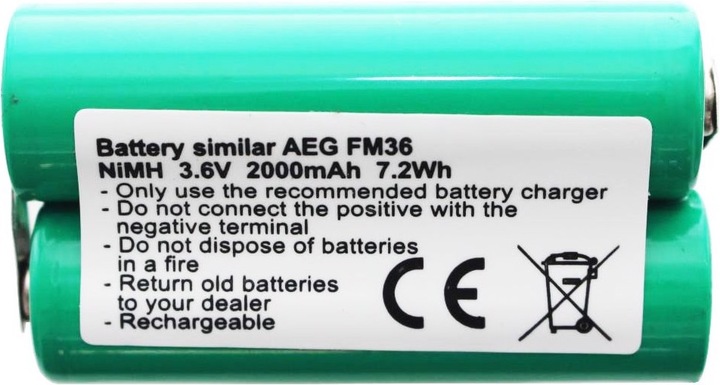 Battery similar AEG FM36
NiMH 3.6V 2000mAh 7.2Wh
- Only use the recommended battery charger
- Do not connect the positive with the
negative terminal
- Do not dispose of batteries
in a fire
- Return old batteries
to your dealer
- Rechargeable
CE